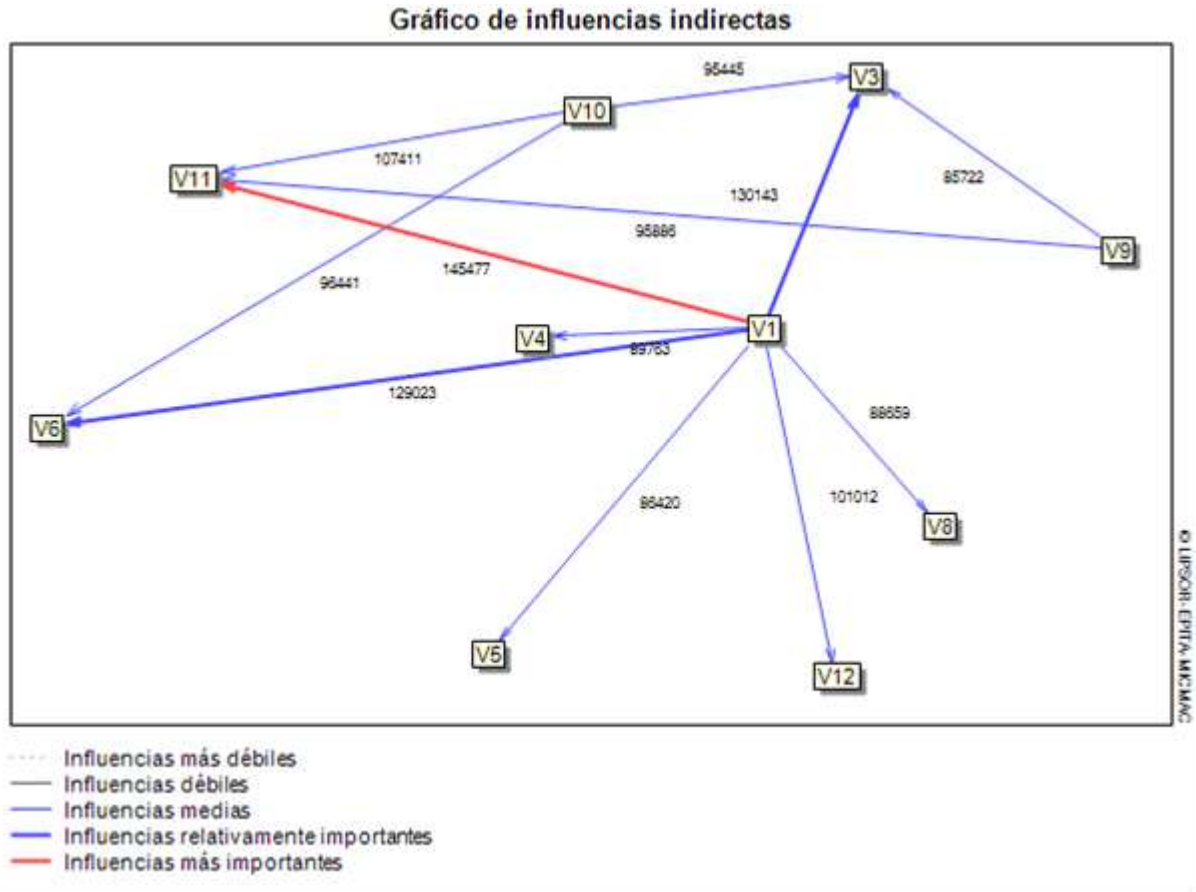 Gráfico de influencias indirectas
V3
95445
V10
107411
V11
85722
130143
95886
V9
145477
96441
V1
V4
89763
129023
V6
88659
86420
101012
V8
V5
V12
© LIPSOR-EPITA-MICMAC
Influencias más débiles
Influencias débiles
Influencias medias
Influencias relativamente importantes
Influencias más importantes